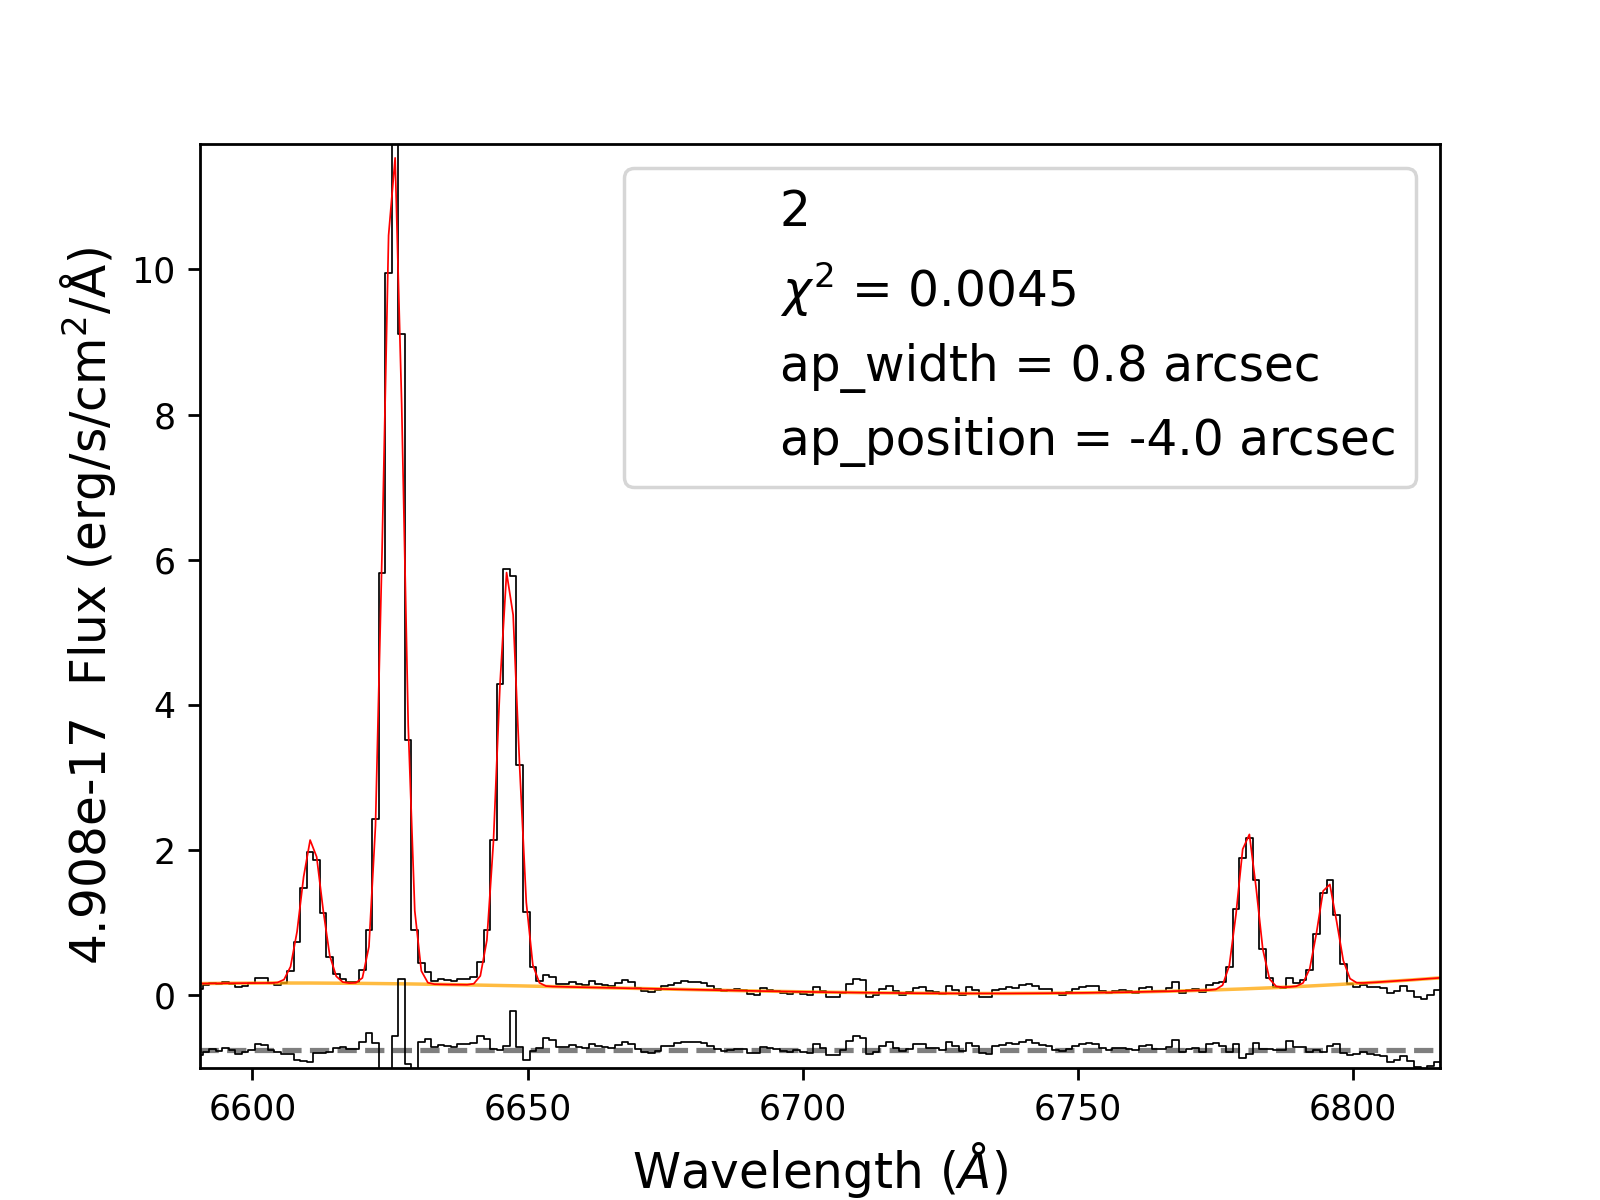 2
χ² = 0.0045
ap_width = 0.8 arcsec
ap_position = -4.0 arcsec
4.908e-17 Flux (erg/s/cm²/Å)
10
8
6
4
2
0
6600 6650 6700 6750 6800
Wavelength (Å)